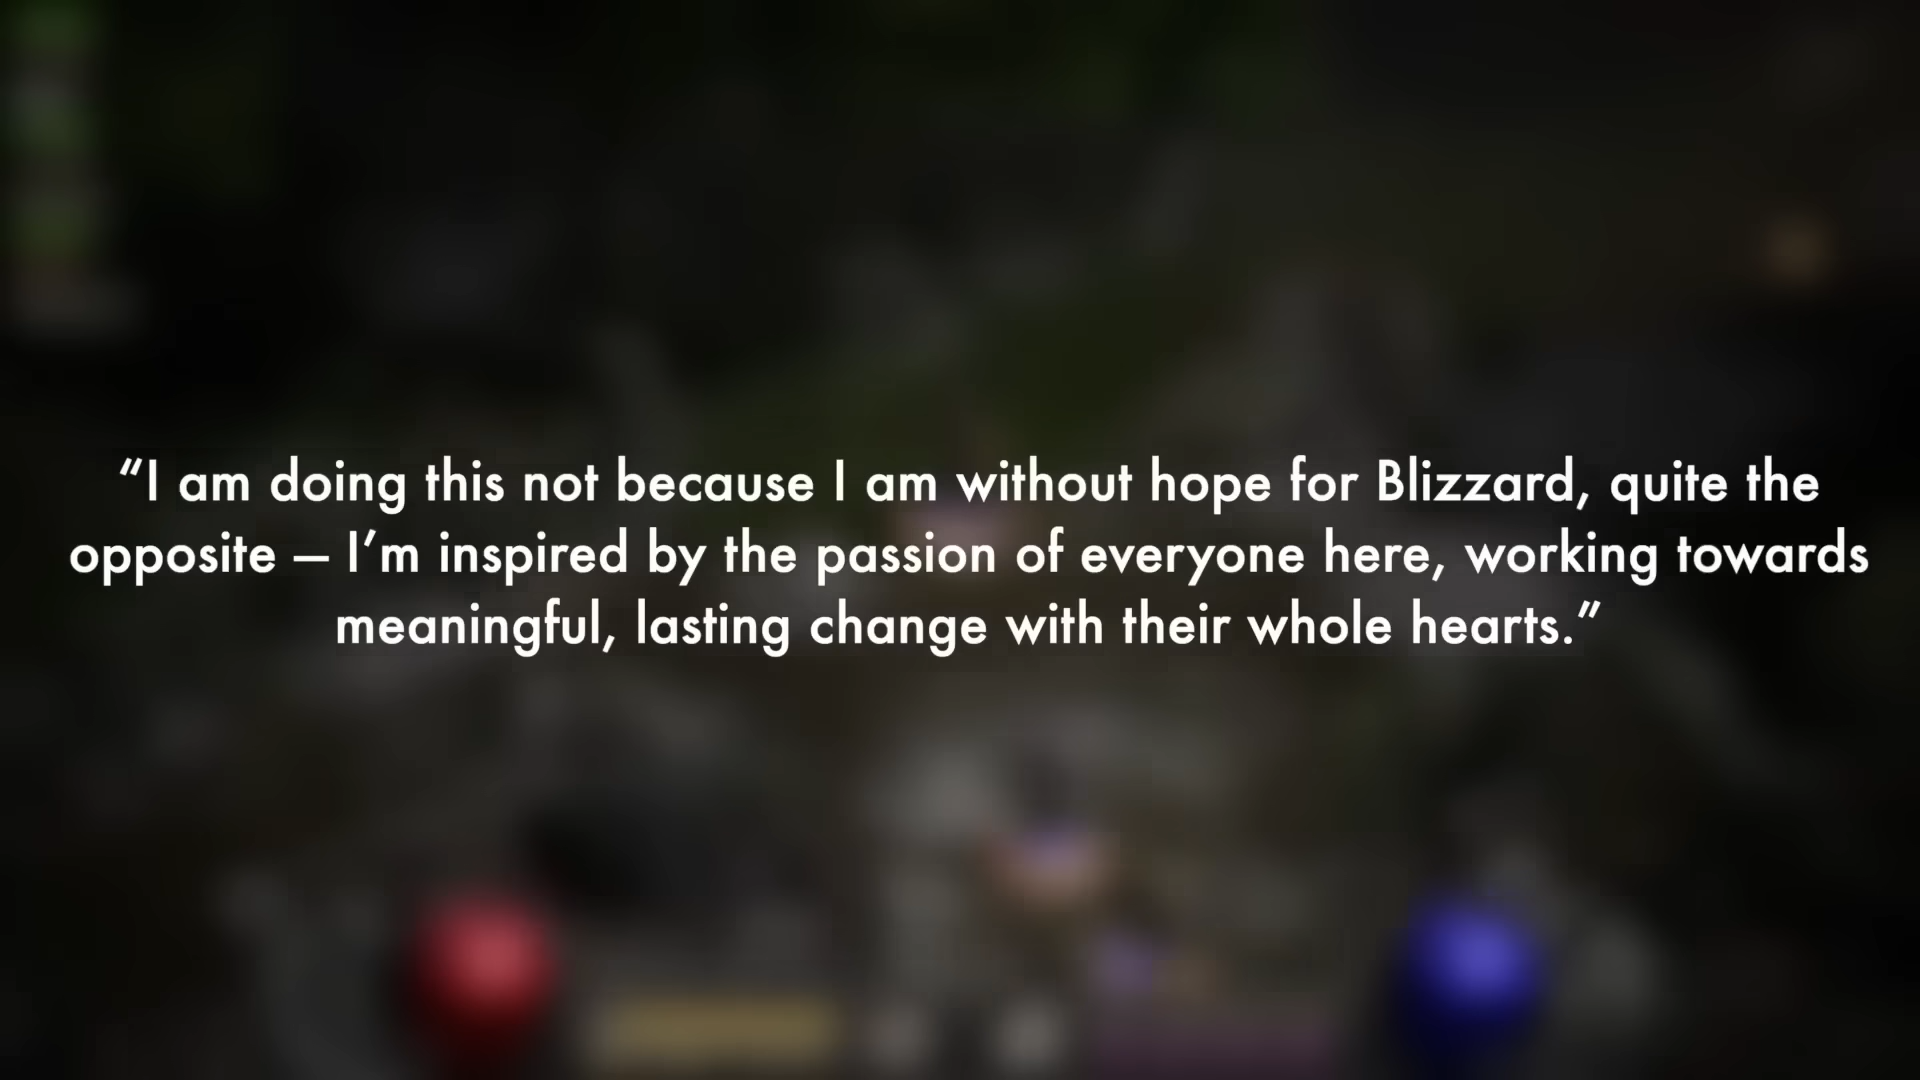 “I am doing this not because I am without hope for Blizzard, quite the
opposite – I’m inspired by the passion of everyone here, working towards
meaningful, lasting change with their whole hearts.”